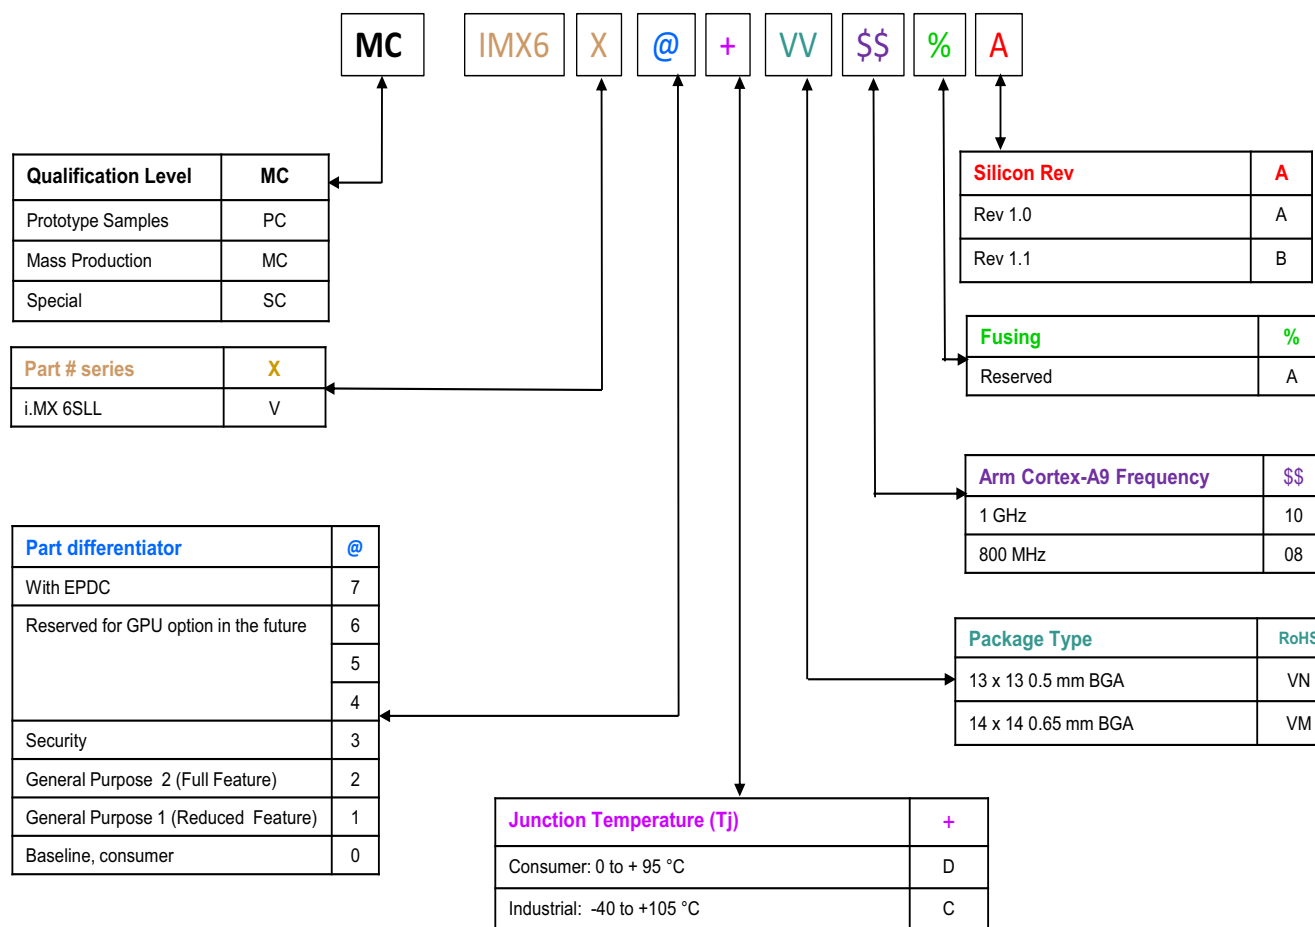 MC IMX6 X @ + VV $$ % A
Qualification Level MC
Prototype Samples PC
Mass Production MC
Special SC
Part # series X
i.MX 6SLL V
Part differentiator @
With EPDC 7
Reserved for GPU option in the future 6
5
4
Security 3
General Purpose 2 (Full Feature) 2
General Purpose 1 (Reduced Feature) 1
Baseline, consumer 0
Junction Temperature (Tj) +
Consumer: 0 to + 95 °C D
Industrial: -40 to +105 °C C
Silicon Rev A
Rev 1.0 A
Rev 1.1 B
Fusing %
Reserved A
Arm Cortex-A9 Frequency $$
1 GHz 10
800 MHz 08
Package Type RoHS
13 x 13 0.5 mm BGA VN
14 x 14 0.65 mm BGA VM